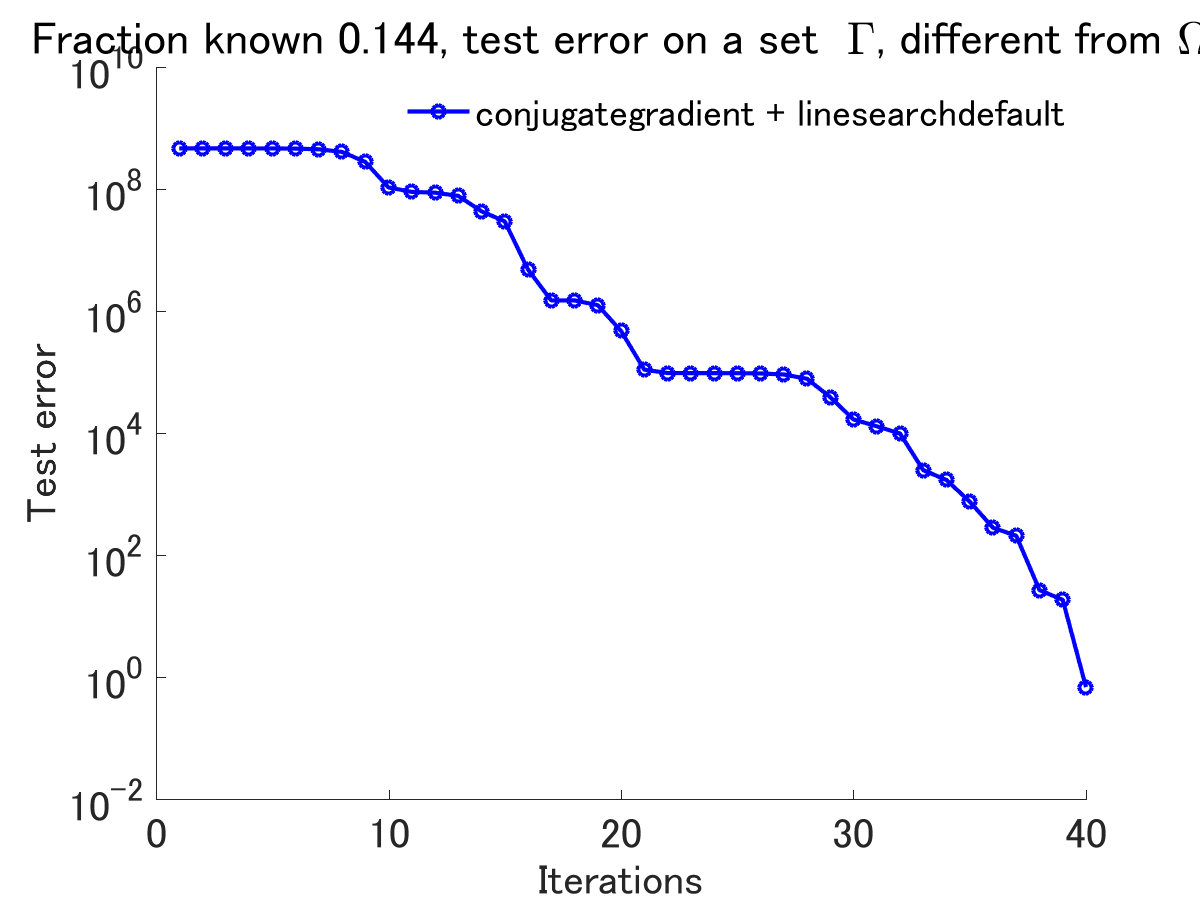 Fraction known 0.144, test error on a set Γ, different from Ω
10^10
conjugategradient + linesearchdefault
10^8
10^6
10^4
10^2
10^0
10^-2
Test error
0 10 20 30 40
Iterations